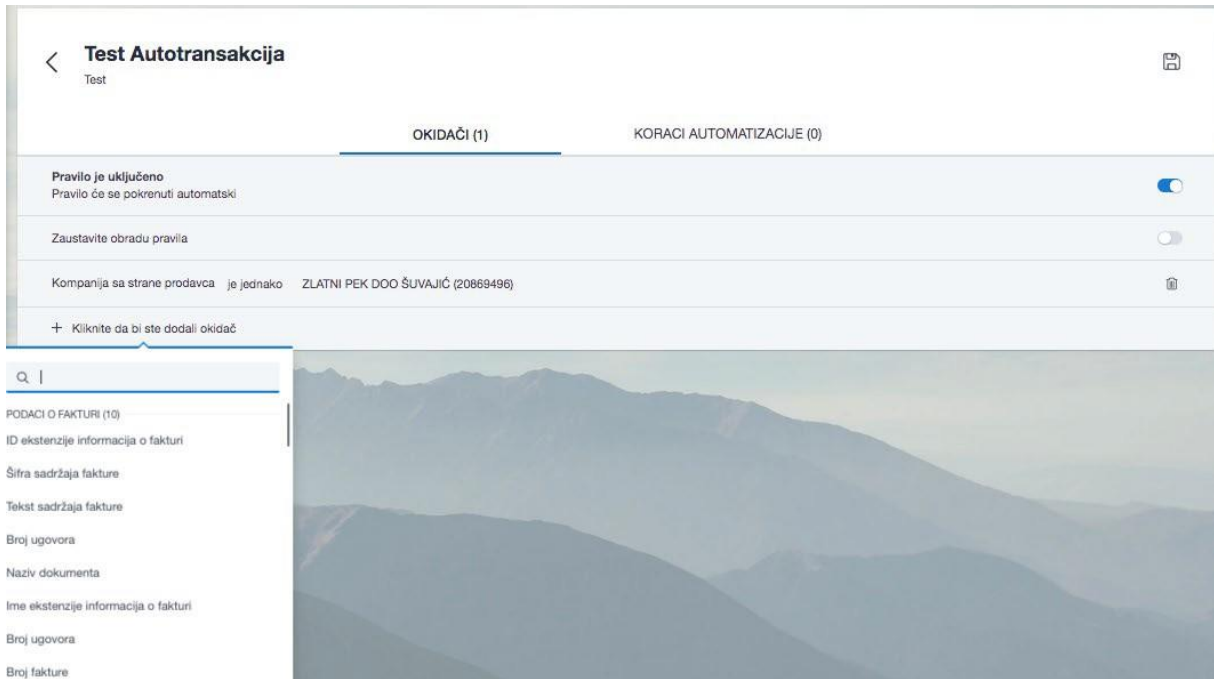 Test Autotransakcija
Test
OKIDAČI (1) KORACI AUTOMATIZACIJE (0)
Pravilo je uključeno
Pravilo će se pokrenuti automatski
Zaustavite obradu pravila
Kompanija sa strane prodavca je jednako ZLATNI PEK DOO ŠUVAJIĆ (20869496)
+ Kliknite da bi ste dodali okidač
PODACI O FAKTURI (10)
ID ekstenzije informacija o fakturi
Šifra sadržaja fakture
Tekst sadržaja fakture
Broj ugovora
Naziv dokumenta
Ime ekstenzije informacija o fakturi
Broj ugovora
Broj fakture